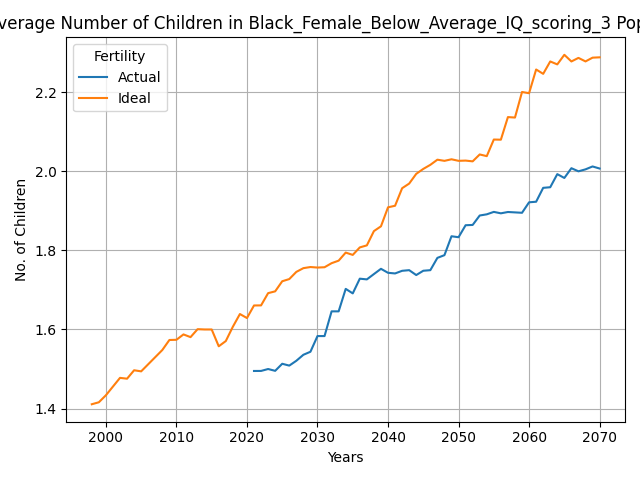 verage Number of Children in Black_Female_Below_Average_IQ_scoring_3 Pop
Fertility
Actual
Ideal
No. of Children
2.2
2.0
1.8
1.6
1.4
2000 2010 2020 2030 2040 2050 2060 2070
Years